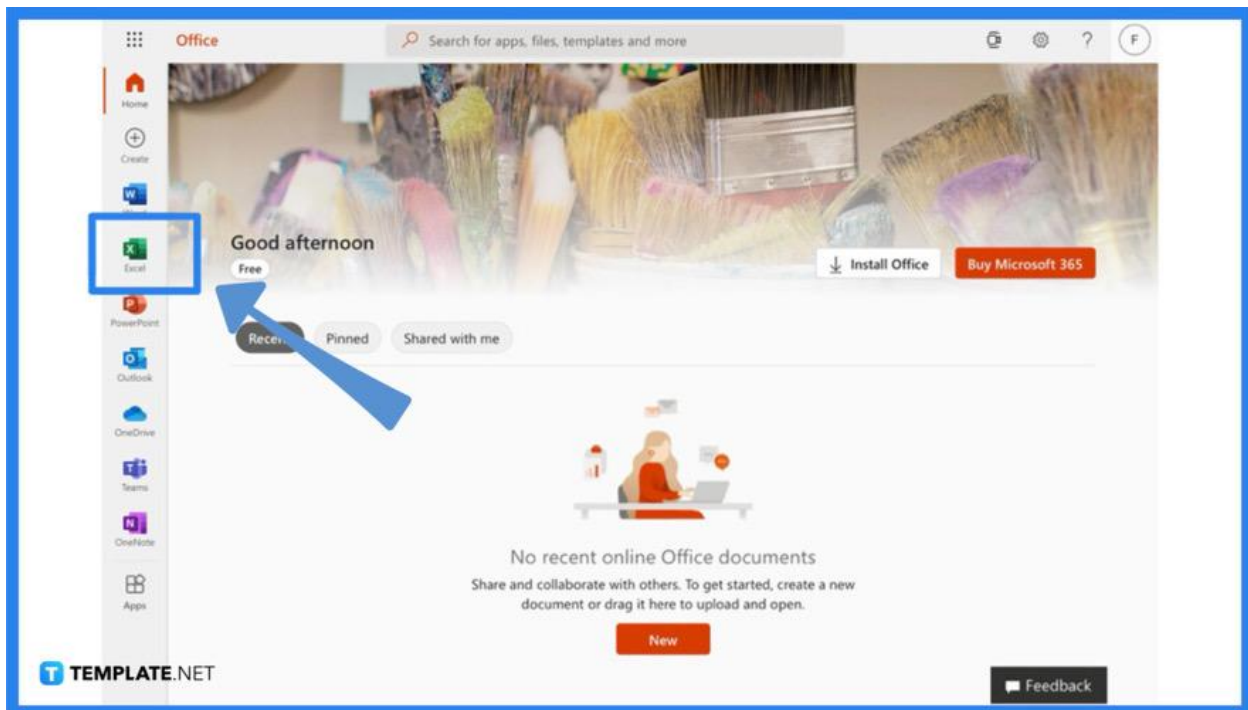 Office
Search for apps, files, templates and more
?
F
Home
Create
W
X
Excel
Good afternoon
Free
Install Office
Buy Microsoft 365
P
PowerPoint
Pinned
Shared with me
O
Outlook
OneDrive
T
Teams
N
OneNote
No recent online Office documents
Share and collaborate with others. To get started, create a new
document or drag it here to upload and open.
Apps
New
T TEMPLATE.NET
Feedback